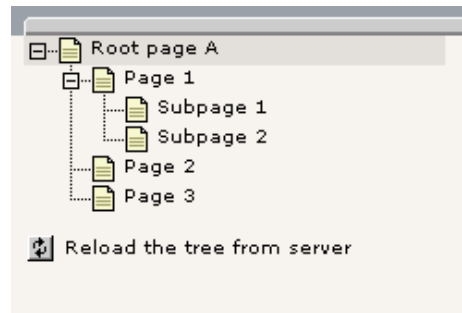 Root page A
Page 1
Subpage 1
Subpage 2
Page 2
Page 3
Reload the tree from server